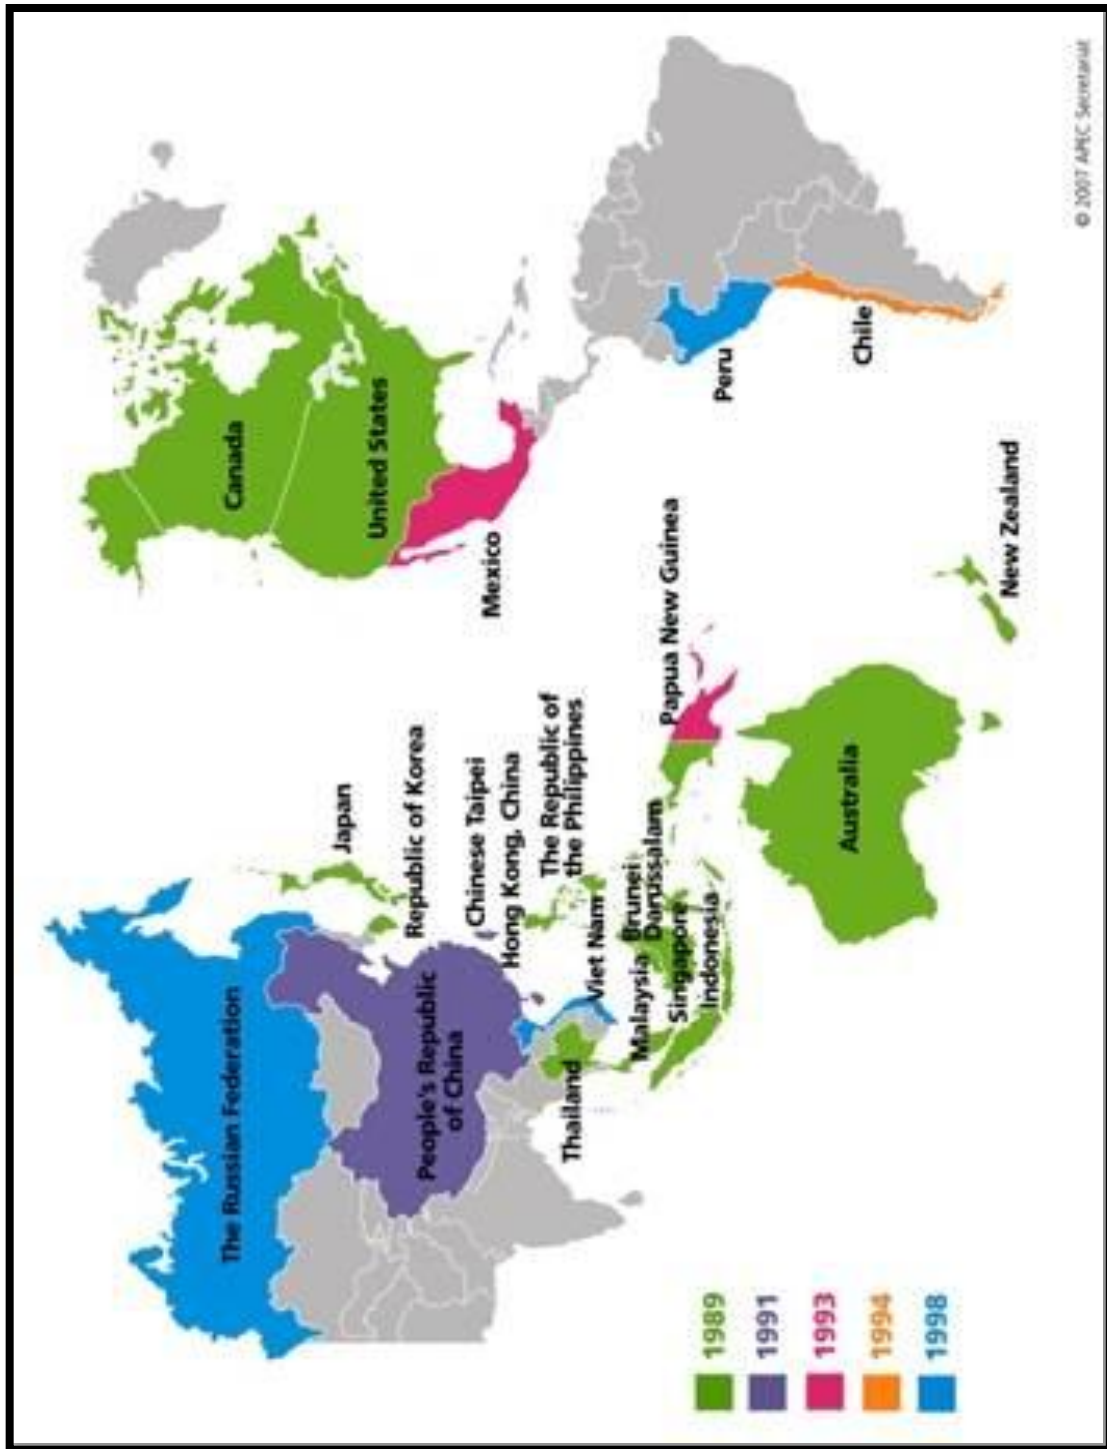 The Russian Federation
Canada
United States
Mexico
Japan
Republic of Korea
People's Republic
of China
Chinese Taipei
Hong Kong, China
The Republic of
the Philippines
Viet Nam
Thailand
Brunei
Darussalam
Malaysia
Singapore
Indonesia
Papua New Guinea
Peru
Australia
Chile
New Zealand
1989
1991
1993
1994
1998
© 2007 APEC Secretariat